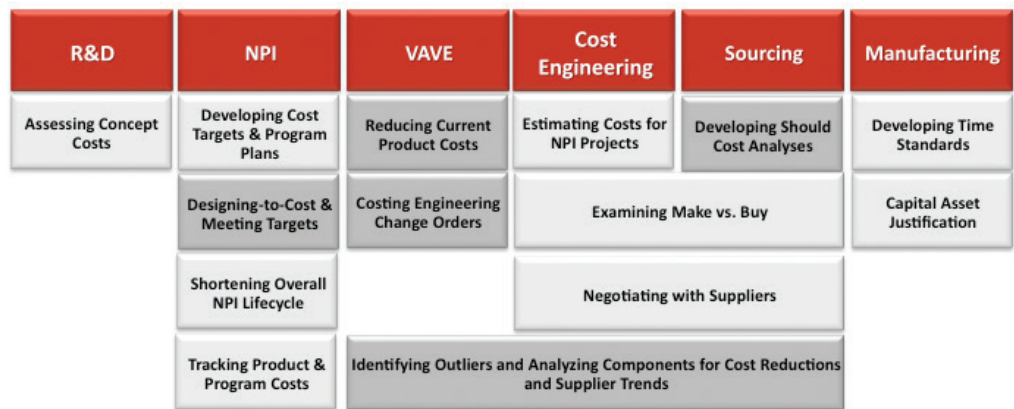 R&D
NPI
VAVE
Cost
Engineering
Sourcing
Manufacturing
Assessing Concept
Costs
Developing Cost
Targets & Program
Plans
Reducing Current
Product Costs
Estimating Costs for
NPI Projects
Developing Should
Cost Analyses
Developing Time
Standards
Designing-to-Cost &
Meeting Targets
Costing Engineering
Change Orders
Examining Make vs. Buy
Capital Asset
Justification
Shortening Overall
NPI Lifecycle
Negotiating with Suppliers
Tracking Product &
Program Costs
Identifying Outliers and Analyzing Components for Cost Reductions
and Supplier Trends